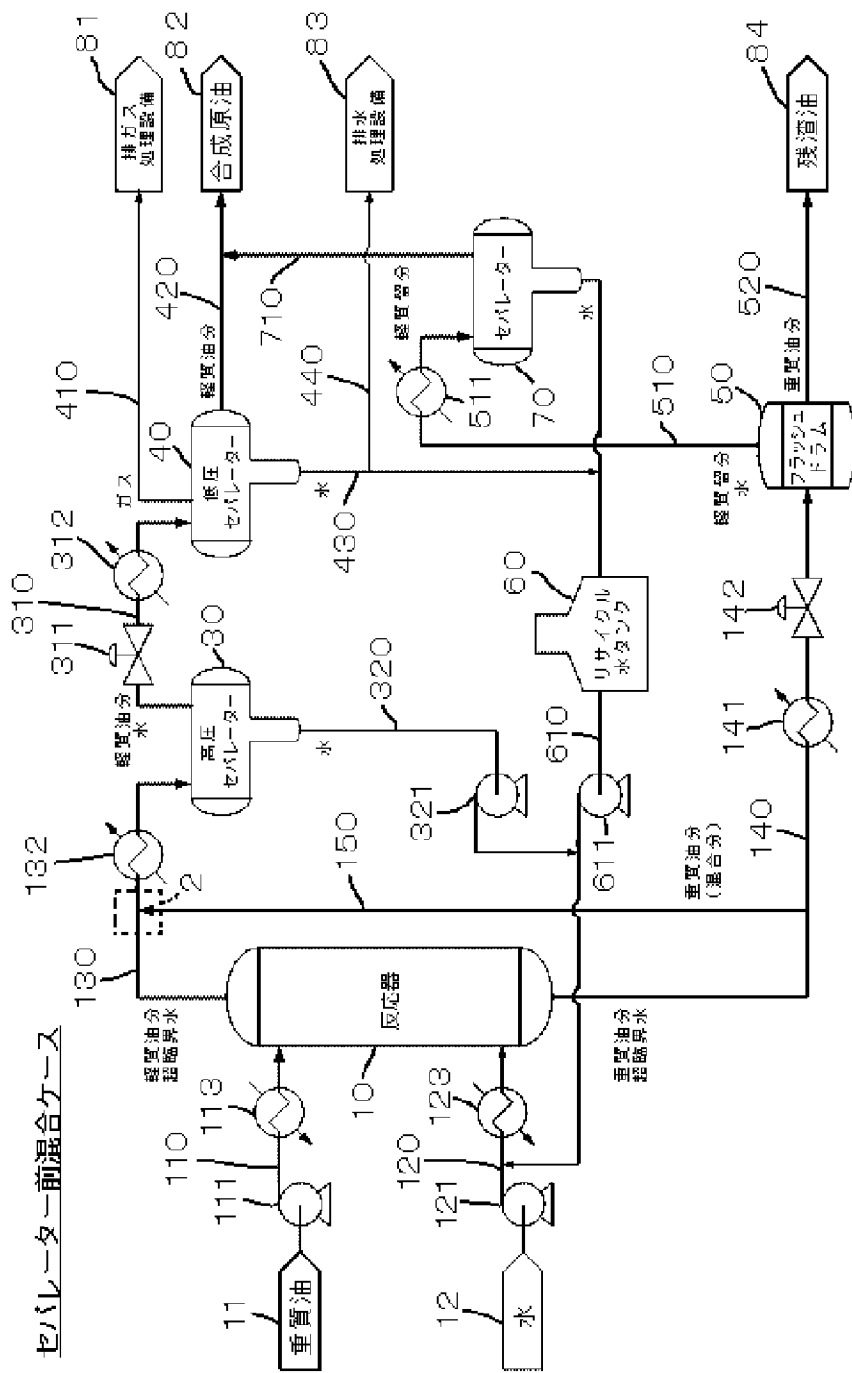 セパレーター前混合ケース
11
重質油
111
110
113
12
水
121
120
123
10
反応器
軽質油分
超臨界水
重質油分
超臨界水
130
2
132
150
140
重質油分
(混合分)
141
142
30
高圧
セパレーター
水
320
321
軽質油分
水
311
310
312
611
610
60
リサイクル
水タンク
40
低圧
セパレーター
ガス
水
430
440
410
軽質油分
420
710
511
軽質留分
70
セパレーター
水
軽質留分
水
510
50
フラッシュ
ドラム
重質油分
520
81
排ガス
処理設備
82
合成原油
83
排水
処理設備
84
残渣油